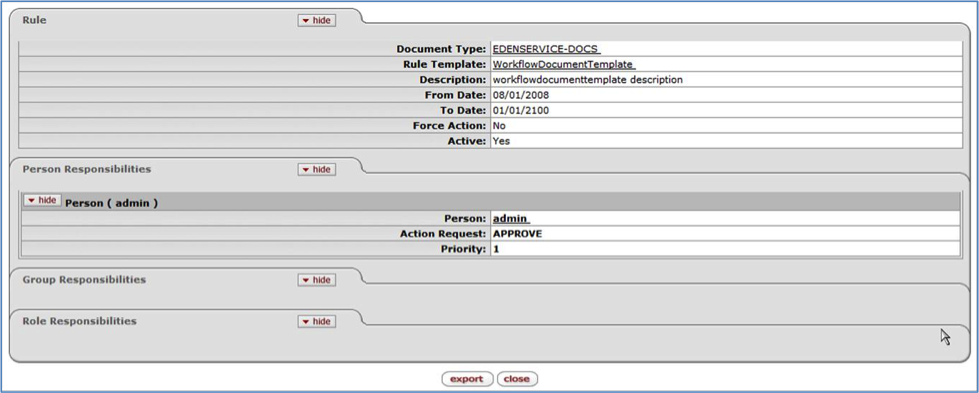 Rule hide
Document Type: EDENSERVICE-DOCS
Rule Template: WorkflowDocumentTemplate
Description: workflowdocumenttemplate description
From Date: 08/01/2008
To Date: 01/01/2100
Force Action: No
Active: Yes
Person Responsibilities hide
hide Person ( admin )
Person: admin
Action Request: APPROVE
Priority: 1
Group Responsibilities hide
Role Responsibilities hide
export close